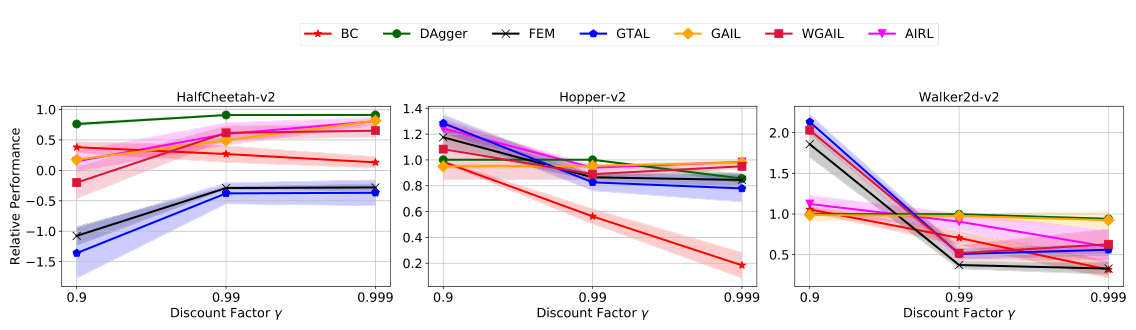 BC DAgger FEM GTAL GAIL WGAIL AIRL
HalfCheetah-v2
Relative Performance
1.0
0.5
0.0
−0.5
−1.0
−1.5
0.9 0.99 0.999
Discount Factor γ
Hopper-v2
1.4
1.2
1.0
0.8
0.6
0.4
0.2
0.9 0.99 0.999
Discount Factor γ
Walker2d-v2
2.0
1.5
1.0
0.5
0.9 0.99 0.999
Discount Factor γ